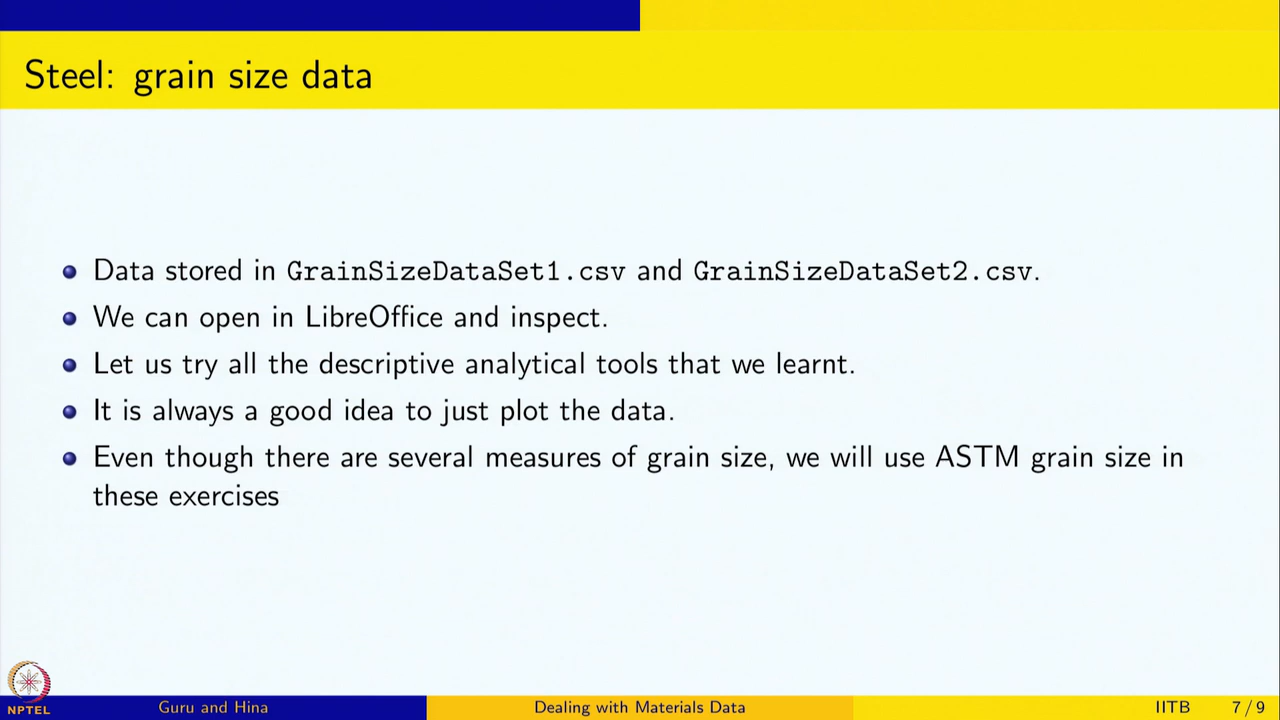 Steel: grain size data
Data stored in GrainSizeDataSet1.csv and GrainSizeDataSet2.csv.
We can open in LibreOffice and inspect.
Let us try all the descriptive analytical tools that we learnt.
It is always a good idea to just plot the data.
Even though there are several measures of grain size, we will use ASTM grain size in
these exercises
NPTEL
Guru and Hina
Dealing with Materials Data
IITB
7 / 9